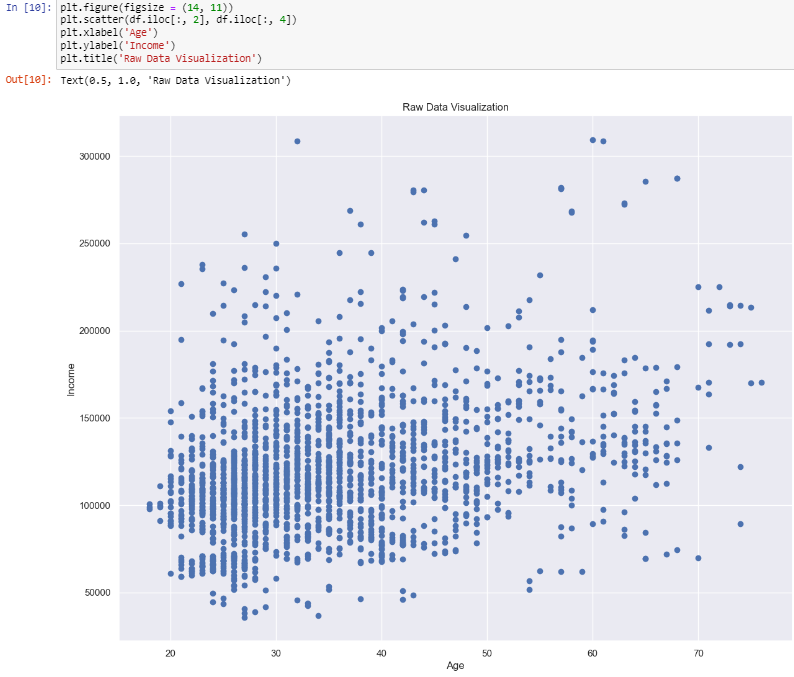 In [10]: plt.figure(figsize = (14, 11))
plt.scatter(df.iloc[:, 2], df.iloc[:, 4])
plt.xlabel('Age')
plt.ylabel('Income')
plt.title('Raw Data Visualization')
Out[10]: Text(0.5, 1.0, 'Raw Data Visualization')
Raw Data Visualization
300000
250000
200000
150000
100000
50000
Income
20 30 40 50 60 70
Age